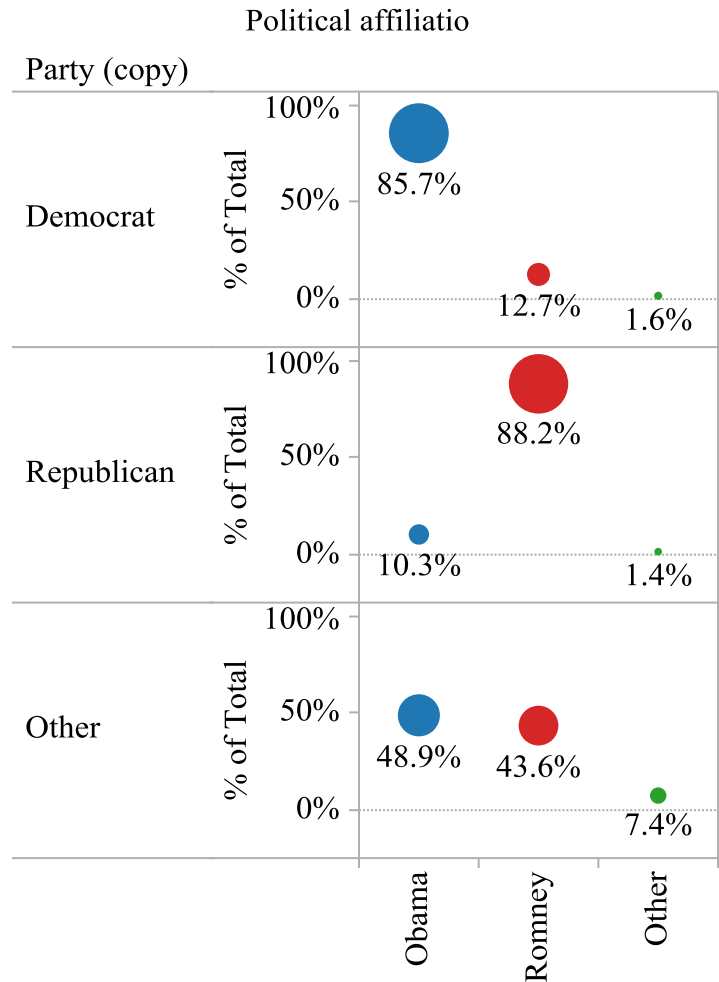 Political affiliatio
Party (copy)
Democrat
% of Total
100%
50%
0%
85.7%
12.7%
1.6%
Republican
% of Total
100%
50%
0%
88.2%
10.3%
1.4%
Other
% of Total
100%
50%
0%
48.9%
43.6%
7.4%
Obama
Romney
Other